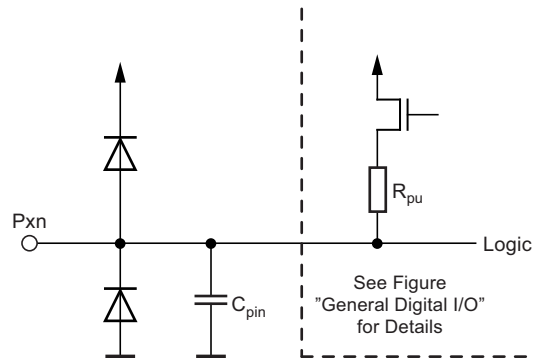 R_pu
Pxn
Logic
C_pin
See Figure
"General Digital I/O"
for Details